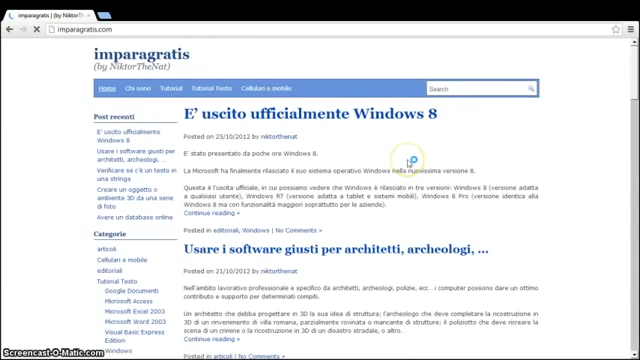 imparagratis | (by NiktorTheNat)
imparagratis.com
imparagratis
(by NiktorTheNat)
Home Chi sono Tutorial Tutorial Testo Cellulari e mobile Search
Post recenti
E' uscito ufficialmente Windows 8
Usare i software giusti per architetti, archeologi, ...
Verificare se c'è un testo in una stringa
Creare un oggetto o ambiente 3D da una serie di foto
Avere un database online
Categorie
articoli
Cellulari e mobile
editoriali
Tutorial Testo
Google Documenti
Microsoft Access
Microsoft Excel 2003
Microsoft Word 2003
Visual Basic Express Edition
Windows
E' uscito ufficialmente Windows 8
Posted on 25/10/2012 by niktorthenat
E' stato presentato da poche ore Windows 8.
La Microsoft ha finalmente rilasciato il suo sistema operativo Windows nella nuovissima versione 8.
Questa è l'uscita ufficiale, in cui possiamo vedere che Windows è rilasciato in tre versioni: Windows 8 (versione adatta
a qualsiasi utente), Windows RT (versione adatta a tablet e sistemi mobili), Windows 8 Pro (versione identica alla
Windows 8 ma con funzionalità maggiori soprattutto per le aziende).
Continue reading »
Posted in editoriali, Windows | No Comments »
Usare i software giusti per architetti, archeologi, ...
Posted on 21/10/2012 by niktorthenat
Nell'ambito lavorativo professionale e specifico da architetti, archeologi, polizie, ecc.. i computer possono dare un ottimo
contributo e supporto per determinati compiti.
Un architetto che debba progettare in 3D la sua idea di struttura; l'archeologo che deve completare la ricostruzione in
3D di un rinvenimento di villa romana, parzialmente rovinata o mancante di strutture; il poliziotto che deve ricreare la
scena di un crimine o la ricostruzione in 3D di un disastro stradale, o altro..
Continue reading »
Posted in articoli | No Comments »
Screencast-O-Matic.com